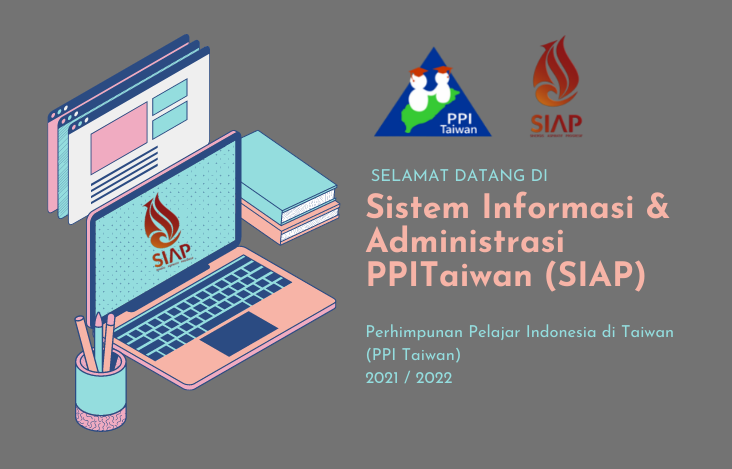 PPI
Taiwan
SIAP
SELAMAT DATANG DI
Sistem Informasi &
Administrasi
PPITaiwan (SIAP)
SIAP
Perhimpunan Pelajar Indonesia di Taiwan
(PPI Taiwan)
2021 / 2022